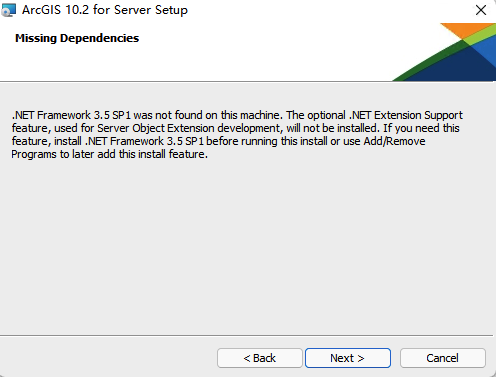 ArcGIS 10.2 for Server Setup
Missing Dependencies
.NET Framework 3.5 SP1 was not found on this machine. The optional .NET Extension Support
feature, used for Server Object Extension development, will not be installed. If you need this
feature, install .NET Framework 3.5 SP1 before running this install or use Add/Remove
Programs to later add this install feature.
< Back
Next >
Cancel